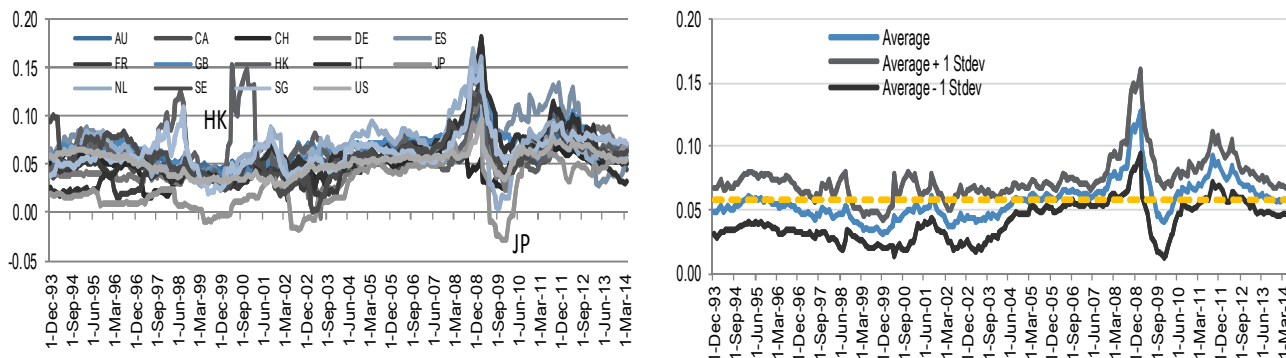 0.20
0.15
0.10
0.05
0.00
-0.05
AU CA CH DE ES
FR GB HK IT JP
NL SE SG US
HK
JP
1-Dec-93
1-Sep-94
1-Jun-95
1-Mar-96
1-Dec-96
1-Sep-97
1-Jun-98
1-Mar-99
1-Dec-99
1-Sep-00
1-Jun-01
1-Mar-02
1-Dec-02
1-Sep-03
1-Jun-04
1-Mar-05
1-Dec-05
1-Sep-06
1-Jun-07
1-Mar-08
1-Dec-08
1-Sep-09
1-Jun-10
1-Mar-11
1-Dec-11
1-Sep-12
1-Jun-13
1-Mar-14
0.20
0.15
0.10
0.05
0.00
Average
Average + 1 Stdev
Average - 1 Stdev
1-Dec-93
1-Sep-94
1-Jun-95
1-Mar-96
1-Dec-96
1-Sep-97
1-Jun-98
1-Mar-99
1-Dec-99
1-Sep-00
1-Jun-01
1-Mar-02
1-Dec-02
1-Sep-03
1-Jun-04
1-Mar-05
1-Dec-05
1-Sep-06
1-Jun-07
1-Mar-08
1-Dec-08
1-Sep-09
1-Jun-10
1-Mar-11
1-Dec-11
1-Sep-12
1-Jun-13
1-Mar-14